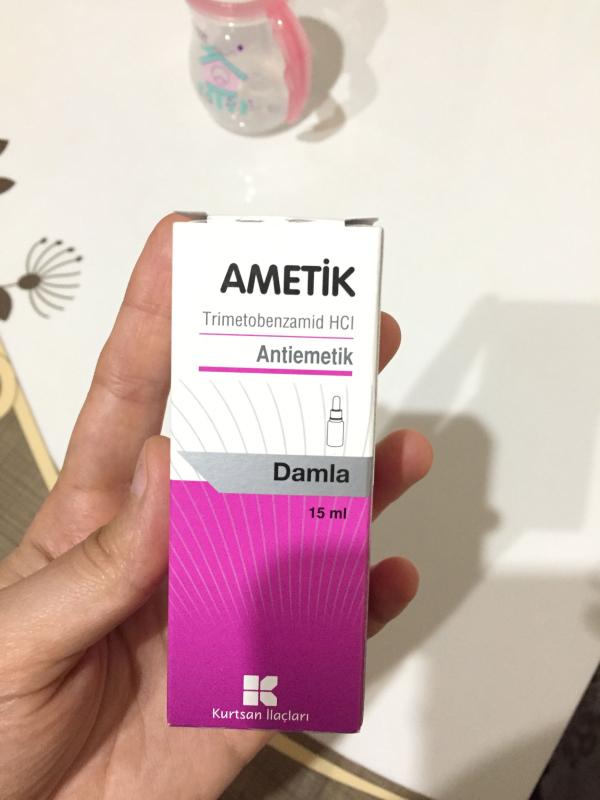 AMETİK
Trimetobenzamid HCl
Antiemetik
Damla
15 ml
Kurtsan İlaçları